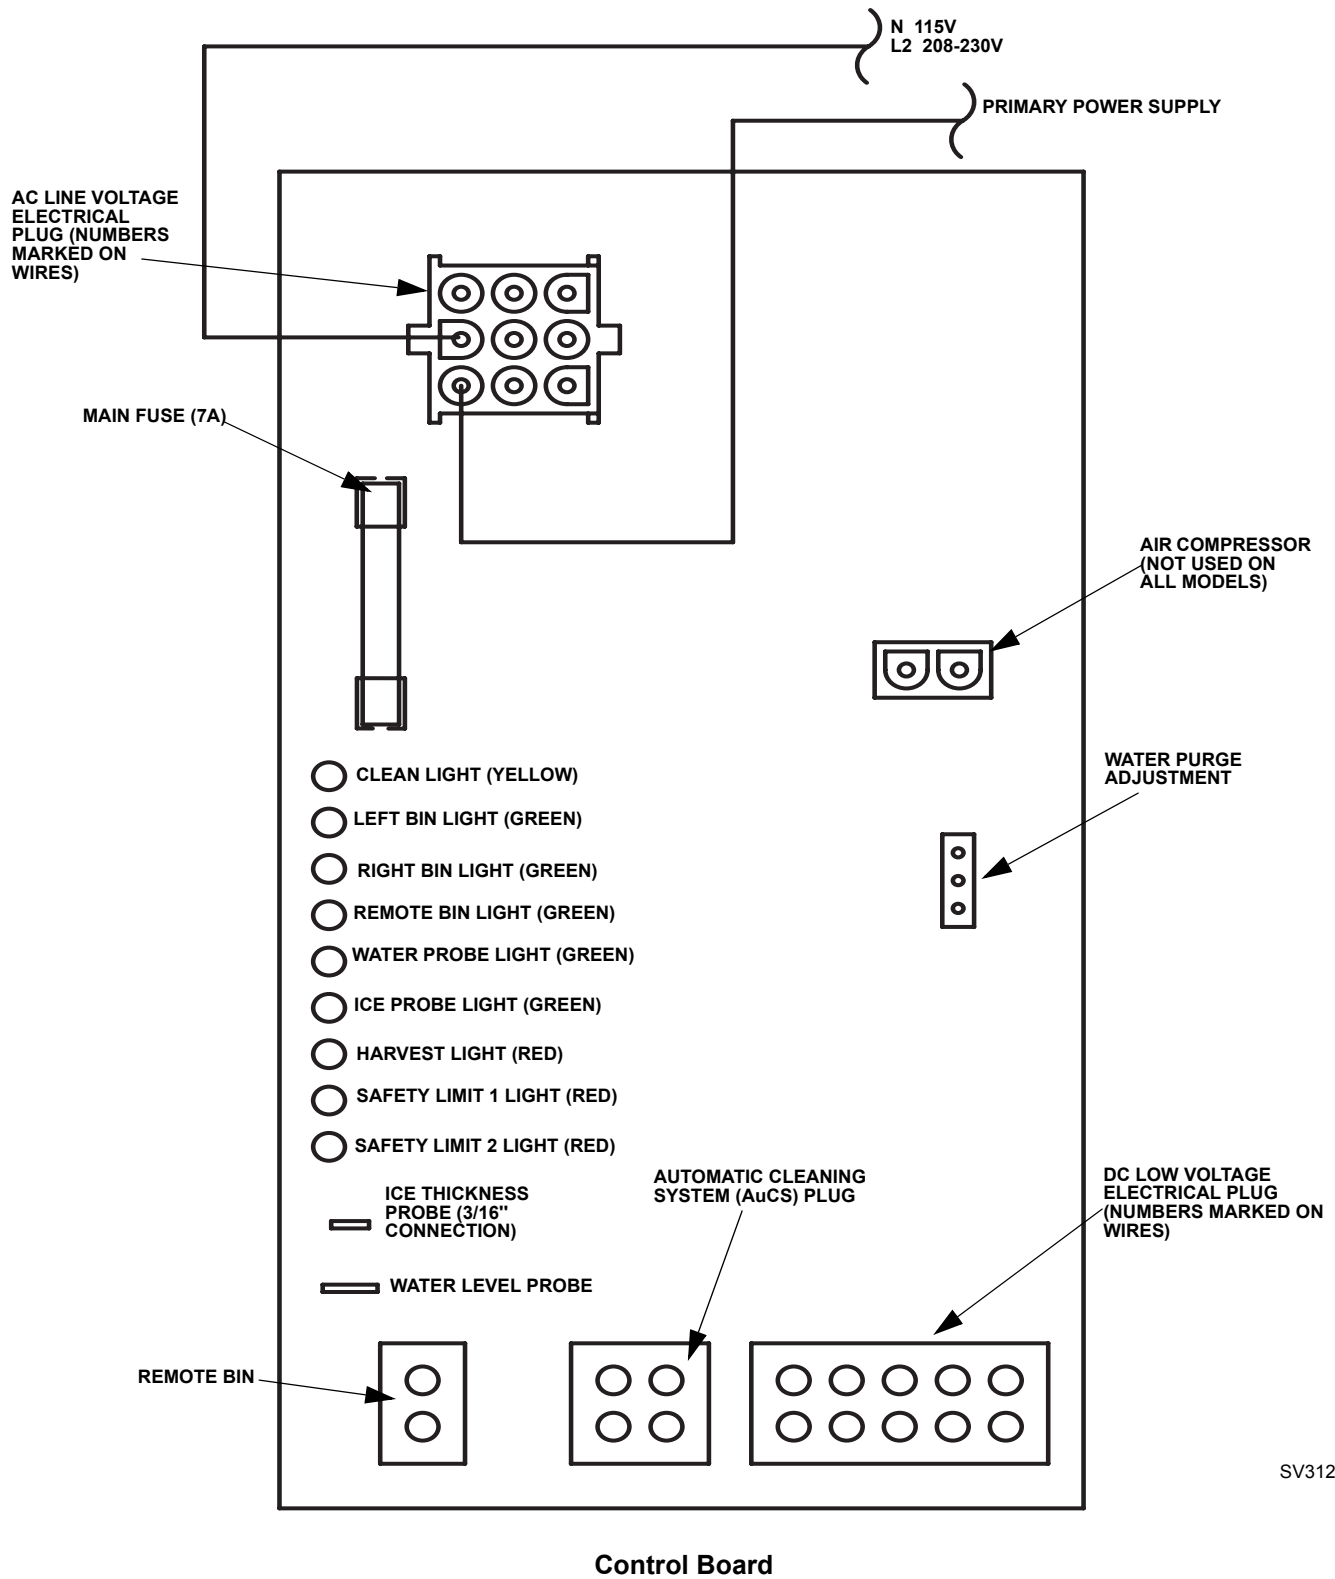 N 115V
L2 208-230V
PRIMARY POWER SUPPLY
AC LINE VOLTAGE
ELECTRICAL
PLUG (NUMBERS
MARKED ON
WIRES)
MAIN FUSE (7A)
AIR COMPRESSOR
(NOT USED ON
ALL MODELS)
WATER PURGE
ADJUSTMENT
CLEAN LIGHT (YELLOW)
LEFT BIN LIGHT (GREEN)
RIGHT BIN LIGHT (GREEN)
REMOTE BIN LIGHT (GREEN)
WATER PROBE LIGHT (GREEN)
ICE PROBE LIGHT (GREEN)
HARVEST LIGHT (RED)
SAFETY LIMIT 1 LIGHT (RED)
SAFETY LIMIT 2 LIGHT (RED)
ICE THICKNESS
PROBE (3/16"
CONNECTION)
AUTOMATIC CLEANING
SYSTEM (AuCS) PLUG
DC LOW VOLTAGE
ELECTRICAL PLUG
(NUMBERS MARKED ON
WIRES)
WATER LEVEL PROBE
REMOTE BIN
SV312
Control Board